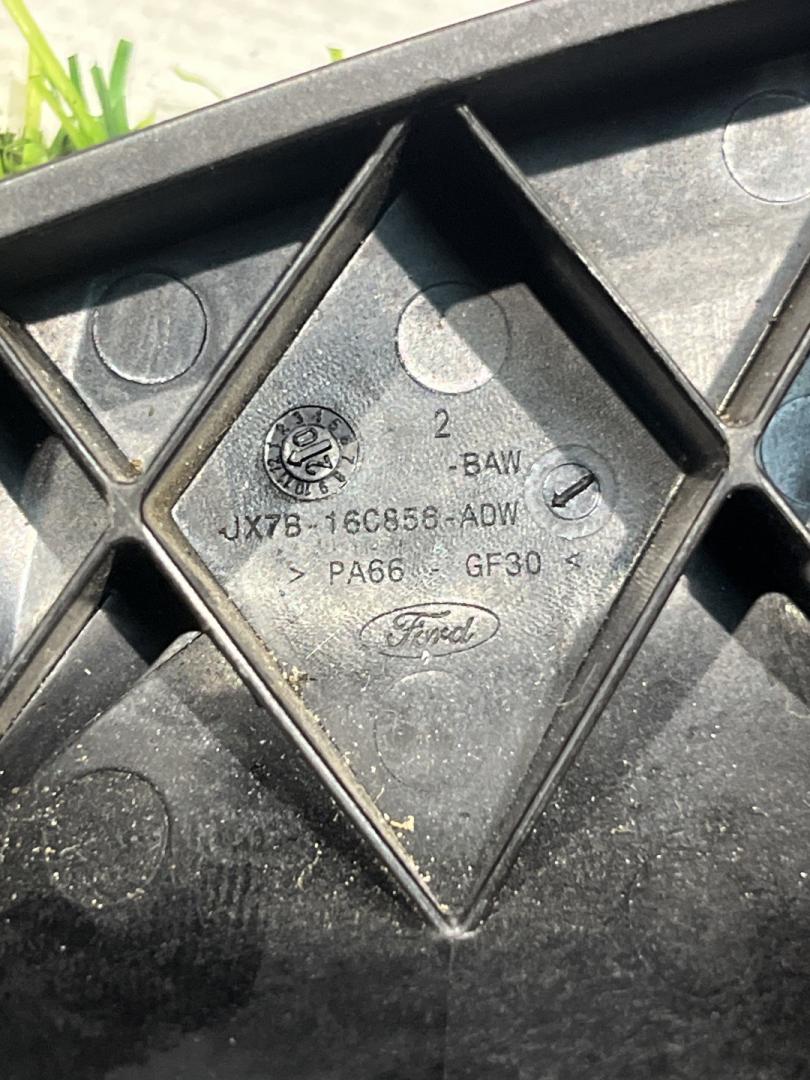 2
-BAW
JX7B-16C856-ADW
> PA66 - GF30 <
Ford